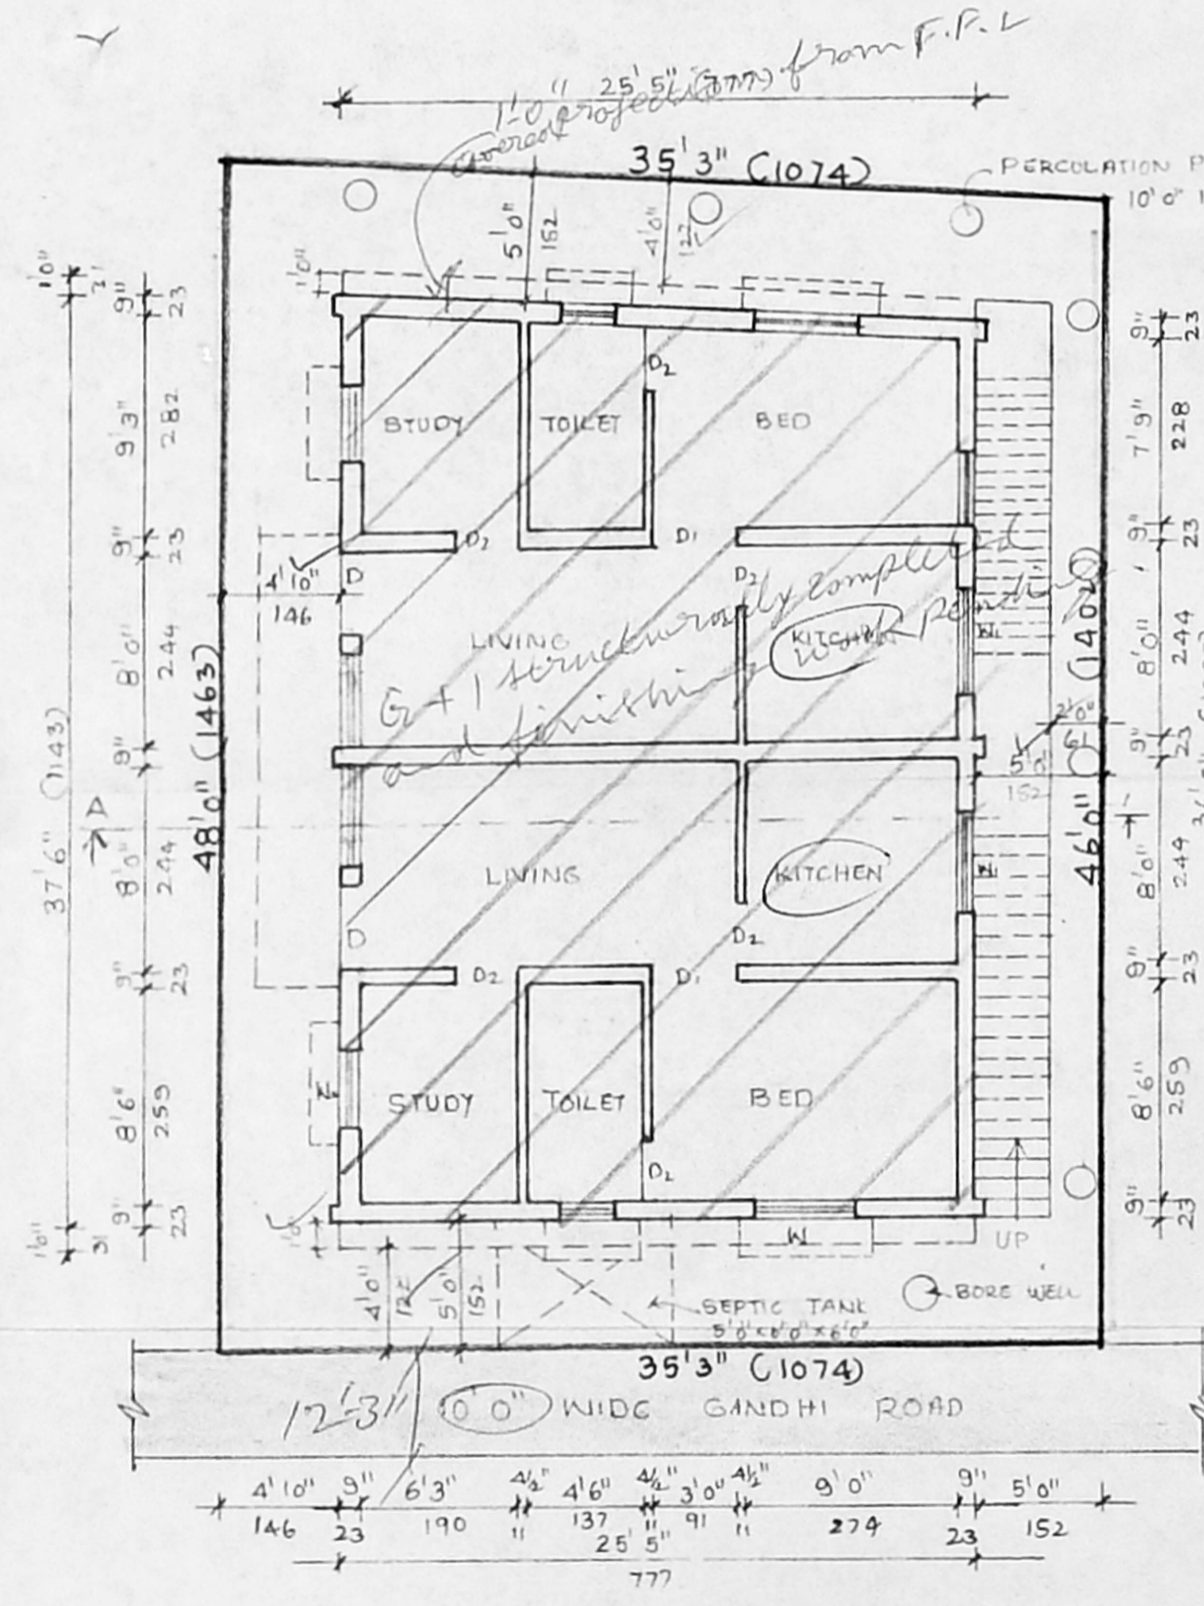 from F.F.L
25'5" (777)
1'-0"
35'3" (1074)
PERCULATION P
10'0"
5'0"
152
4'0"
122
1'0"
1'0"
9"
23
9'3"
282
9"
23
8'0"
244
9"
8'0"
244
9"
23
8'6"
259
9"
23
1'0"
31
37'6" (1143)
A
48'0" (1463)
1'0"
STUDY
TOILET
BED
D2
D2
D1
4'10"
146
D
D2
LIVING
KITCHEN
W
G + 1 structurally completed
and finishing work pending
LIVING
KITCHEN
W
D
D2
D2
D1
STUDY
TOILET
BED
D2
W
W
UP
1'0"
4'0"
122
5'0"
152
SEPTIC TANK
5'0"x6'0"x6'0"
BORE WELL
9"
23
7'9"
228
9"
23
8'0"
244
9"
23
8'0"
244
9"
23
8'6"
259
9"
23
2'0"
5'0"
152
46'0" (1402)
35'3" (1074)
12'-3"
0'0" WIDE GANDHI ROAD
4'10" 9" 6'3" 4½" 4'6" 4½" 3'0" 4½" 9'0" 9" 5'0"
146 23 190 11 137 11 91 11 274 23 152
25'5"
777